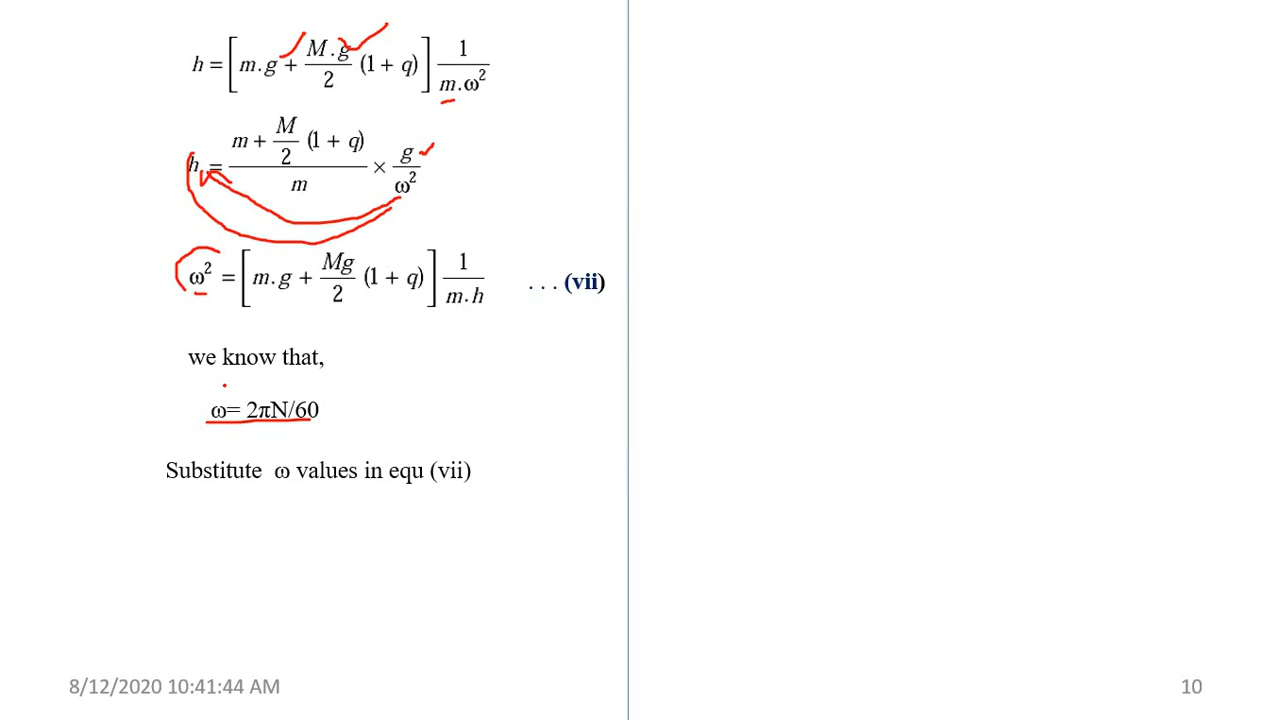 h = [m.g + M.g/2 (1 + q)] 1/m.ω²
h = m + M/2 (1 + q)/m × g/ω²
ω² = [m.g + Mg/2 (1 + q)] 1/m.h . . . (vii)
we know that,
ω= 2πN/60
Substitute ω values in equ (vii)
8/12/2020 10:41:44 AM 10